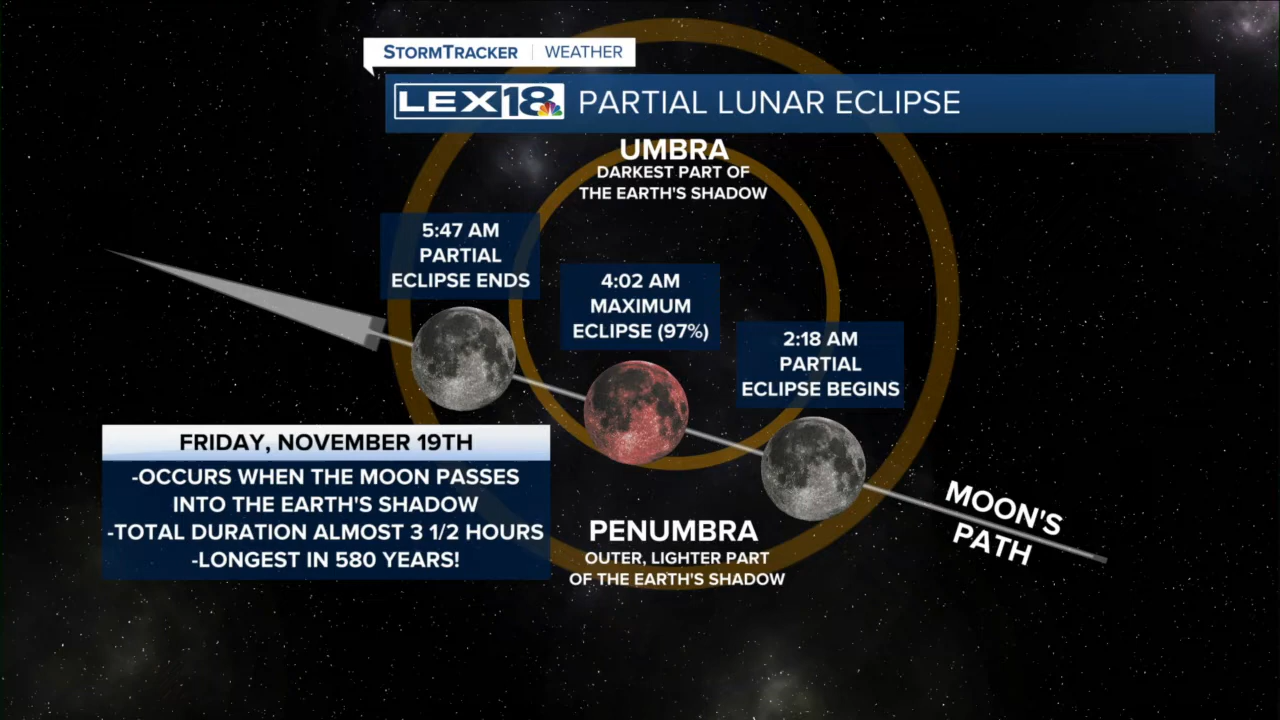 STORMTRACKER | WEATHER
LEX 18 PARTIAL LUNAR ECLIPSE
UMBRA
DARKEST PART OF
THE EARTH'S SHADOW
5:47 AM
PARTIAL
ECLIPSE ENDS
4:02 AM
MAXIMUM
ECLIPSE (97%)
2:18 AM
PARTIAL
ECLIPSE BEGINS
FRIDAY, NOVEMBER 19TH
-OCCURS WHEN THE MOON PASSES
INTO THE EARTH'S SHADOW
-TOTAL DURATION ALMOST 3 1/2 HOURS
-LONGEST IN 580 YEARS!
PENUMBRA
OUTER, LIGHTER PART
OF THE EARTH'S SHADOW
MOON'S
PATH